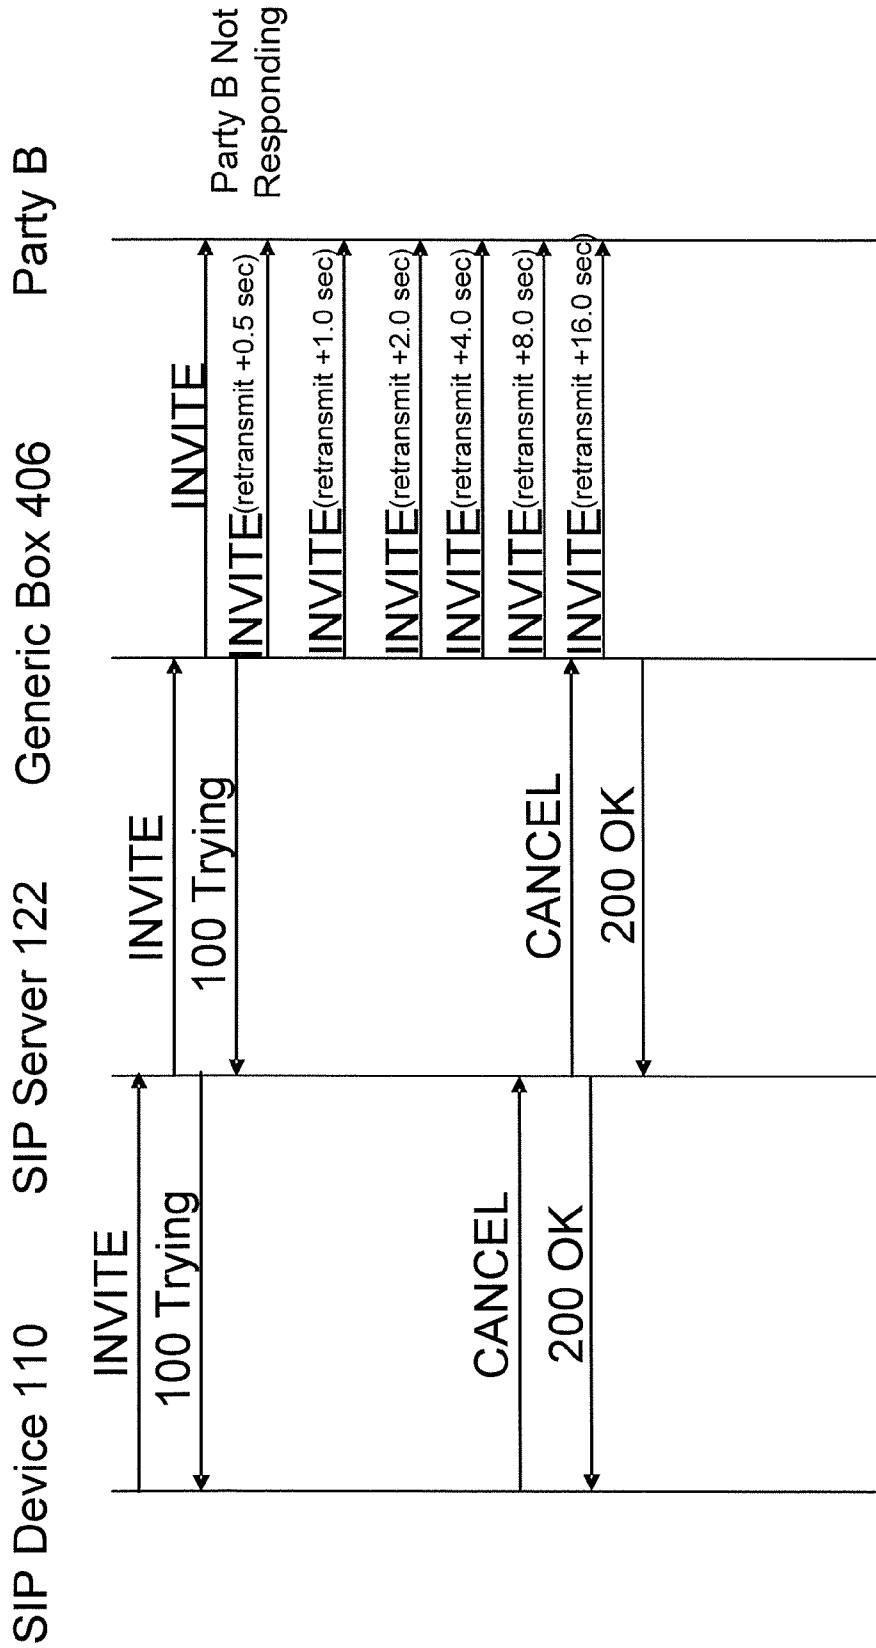 SIP Device 110
SIP Server 122
Generic Box 406
Party B
INVITE
INVITE
100 Trying
INVITE
100 Trying
Party B Not
Responding
INVITE(retransmit +0.5 sec)
INVITE(retransmit +1.0 sec)
INVITE(retransmit +2.0 sec)
INVITE(retransmit +4.0 sec)
INVITE(retransmit +8.0 sec)
INVITE(retransmit +16.0 sec)
CANCEL
CANCEL
200 OK
200 OK